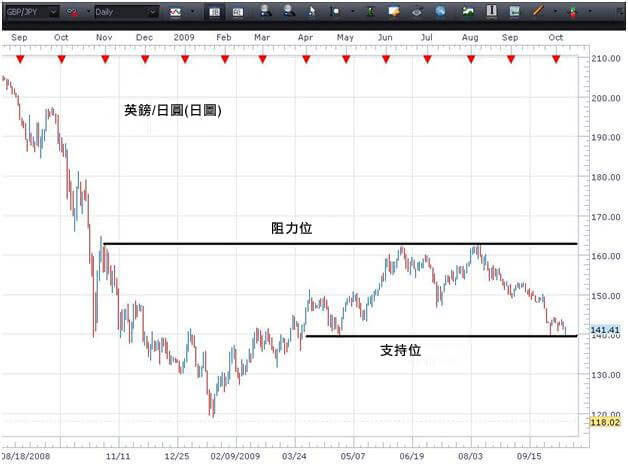 GBP/JPY Daily
Sep Oct Nov Dec 2009 Jan Feb Mar Apr May Jun Jul Aug Sep Oct
210.00
英鎊/日圓(日圖)
200.00
190.00
180.00
170.00
阻力位
160.00
150.00
141.41
140.00
支持位
130.00
120.00
118.02
08/18/2008 11/11 12/25 02/09/2009 03/24 05/07 06/19 08/03 09/15